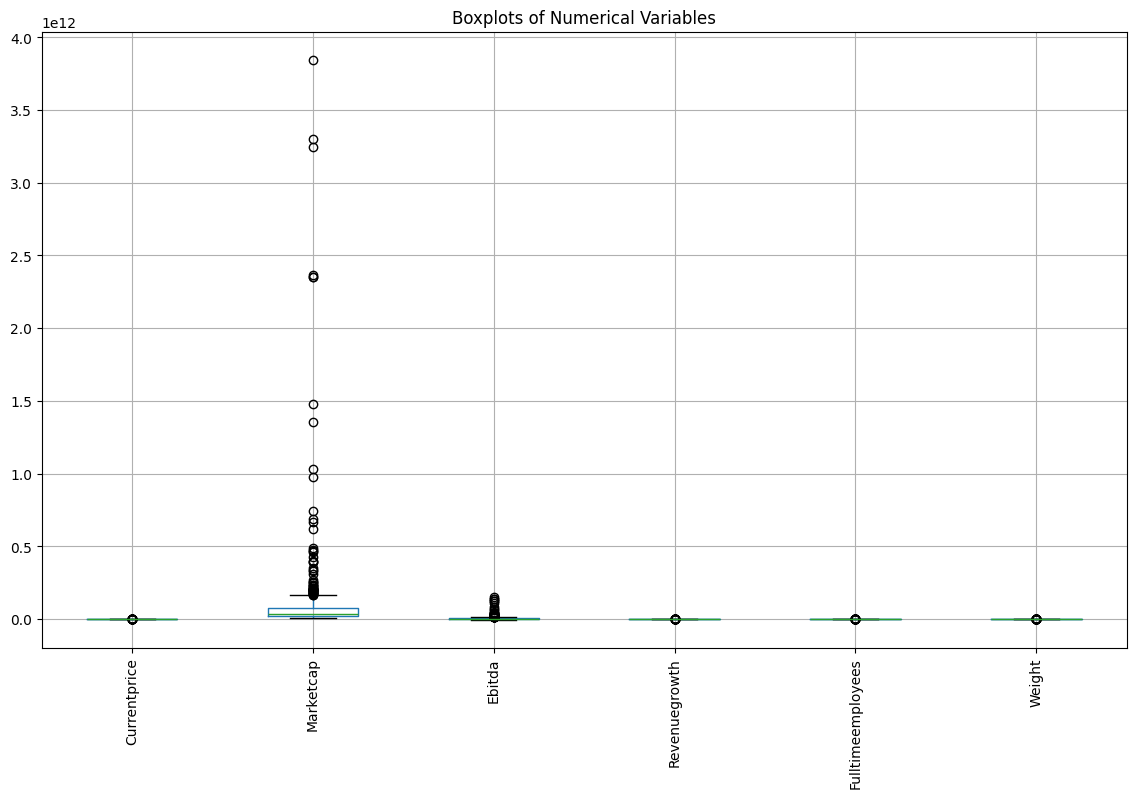 Boxplots of Numerical Variables
1e12
4.0
3.5
3.0
2.5
2.0
1.5
1.0
0.5
0.0
Currentprice
Marketcap
Ebitda
Revenuegrowth
Fulltimeemployees
Weight